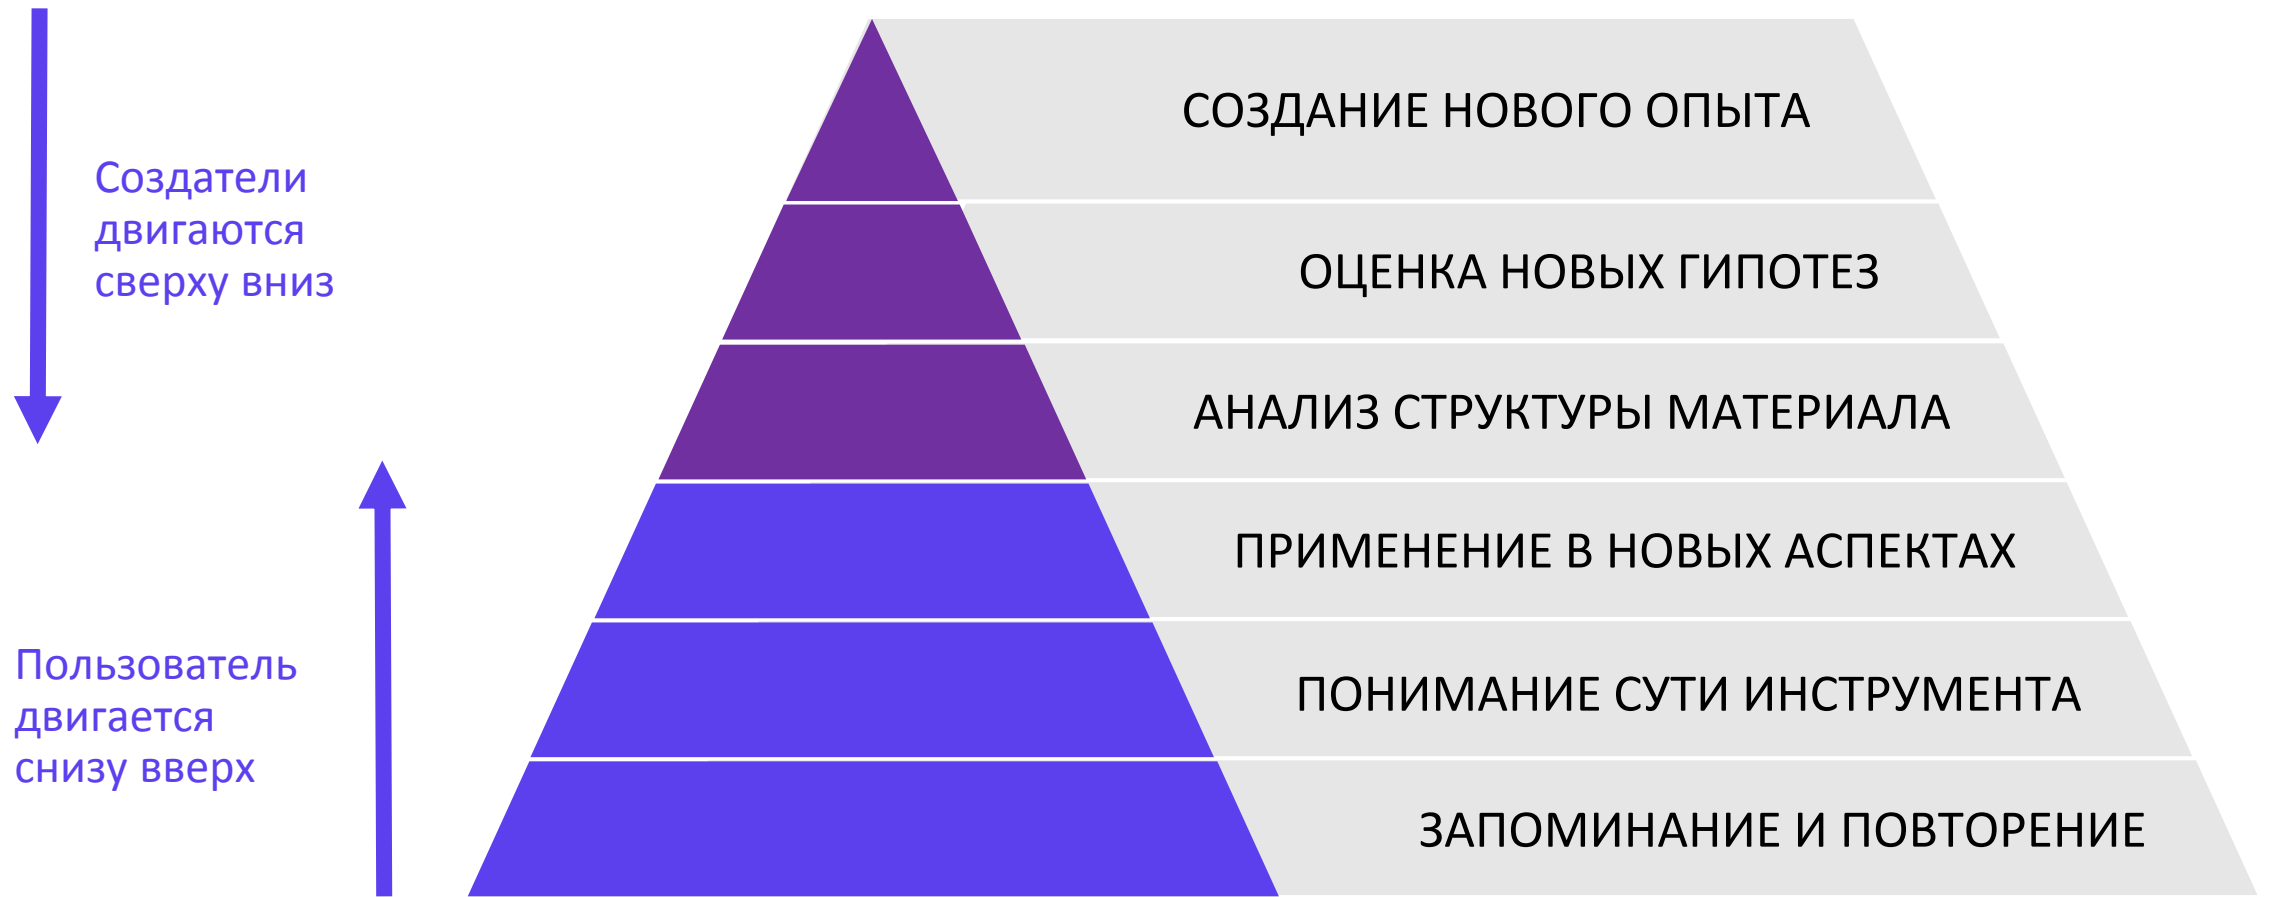 Создатели
двигаются
сверху вниз
Пользователь
двигается
снизу вверх
СОЗДАНИЕ НОВОГО ОПЫТА
ОЦЕНКА НОВЫХ ГИПОТЕЗ
АНАЛИЗ СТРУКТУРЫ МАТЕРИАЛА
ПРИМЕНЕНИЕ В НОВЫХ АСПЕКТАХ
ПОНИМАНИЕ СУТИ ИНСТРУМЕНТА
ЗАПОМИНАНИЕ И ПОВТОРЕНИЕ